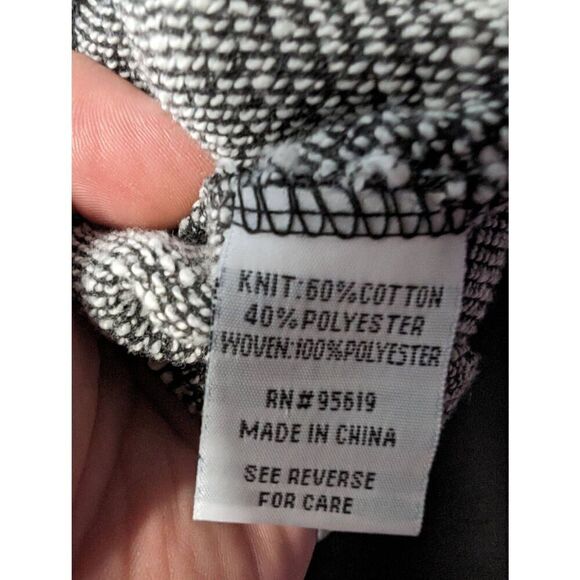 KNIT:60%COTTON
40%POLYESTER
WOVEN:100%POLYESTER
RN#95619
MADE IN CHINA
SEE REVERSE
FOR CARE